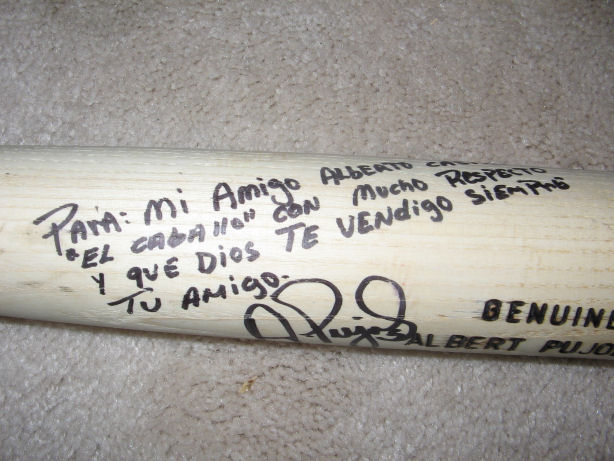 Para: Mi Amigo Alberto
"El Caballo" con mucho Respecto
y que Dios te vendigo siempre
tu amigo.
A Pujols
GENUINE
ALBERT PUJO